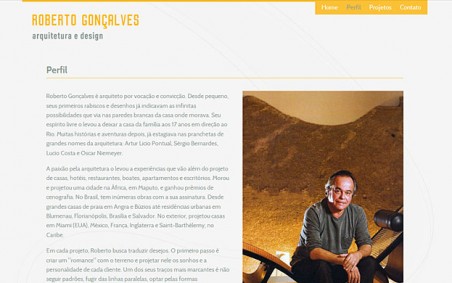 Home Perfil Projetos Contato
ROBERTO GONÇALVES
arquitetura e design
Perfil
Roberto Gonçalves é arquiteto por vocação e convicção. Desde pequeno,
seus primeiros rabiscos e desenhos já indicavam as infinitas
possibilidades que via nas paredes brancas da casa onde morava. Seu
espírito livre o levou a deixar a casa da família aos 17 anos em direção ao
Rio. Muitas histórias e aventuras depois, já estagiava nas pranchetas de
grandes nomes da arquitetura: Artur Licio Pontual, Sérgio Bernardes,
Lucio Costa e Oscar Niemeyer.
A paixão pela arquitetura o levou a experiências que vão além do projeto
de casas, hotéis, restaurantes, boates, apartamentos e escritórios. Morou
e projetou uma cidade na África, em Maputo, e ganhou prêmios de
cenografia. No Brasil, tem inúmeras obras com a sua assinatura. Desde
grandes casas de praia em Angra e Búzios até residências urbanas em
Blumenau, Florianópolis, Brasília e Salvador. No exterior, projetou casas
em Miami (EUA), México, França, Inglaterra e Saint-Barthélemy, no
Caribe.
Em cada projeto, Roberto busca traduzir desejos. O primeiro passo é
criar um "romance" com o terreno e projetar nele os sonhos e a
personalidade de cada cliente. Um dos seus traços mais marcantes é não
seguir padrões, fugir das linhas paralelas, optar pelas formas